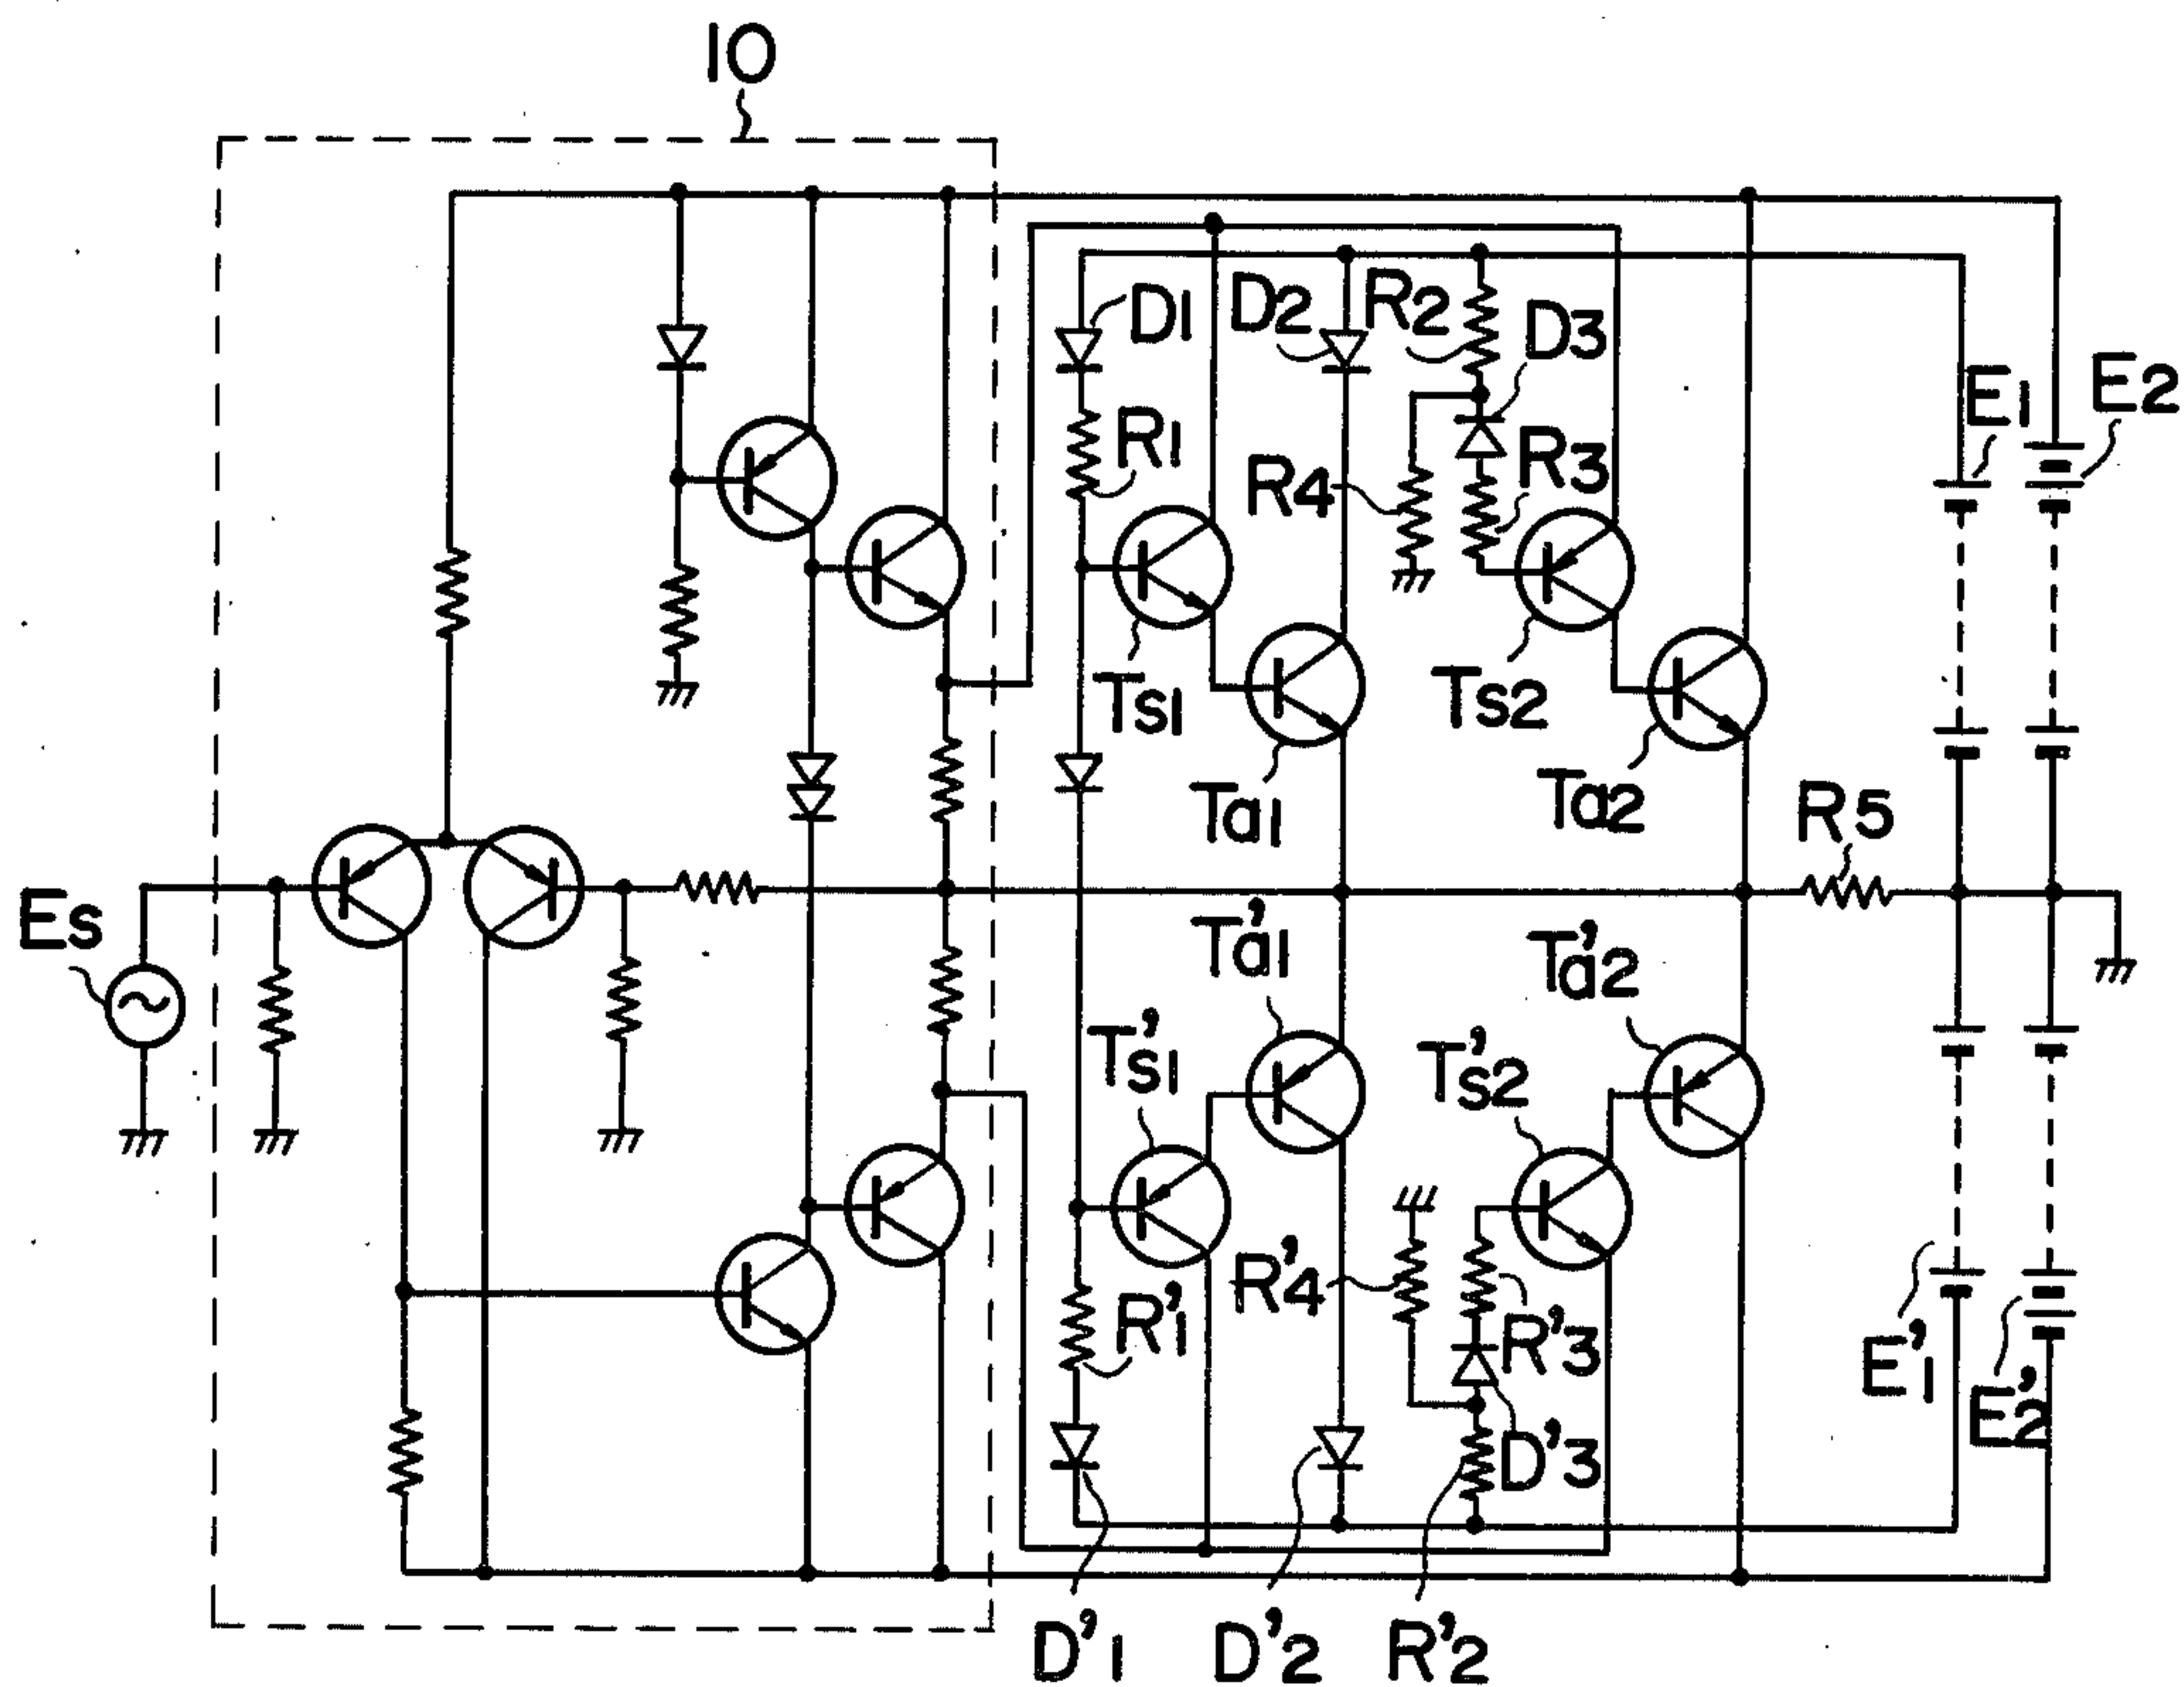 10
D1
D2
R2
D3
E1
E2
R1
R4
R3
Ts1
Ts2
Ta1
Ta2
R5
Es
T'a1
T'a2
T's1
T's2
R'4
R'1
R'3
E'1
E'2
D'3
D'1
D'2
R'2